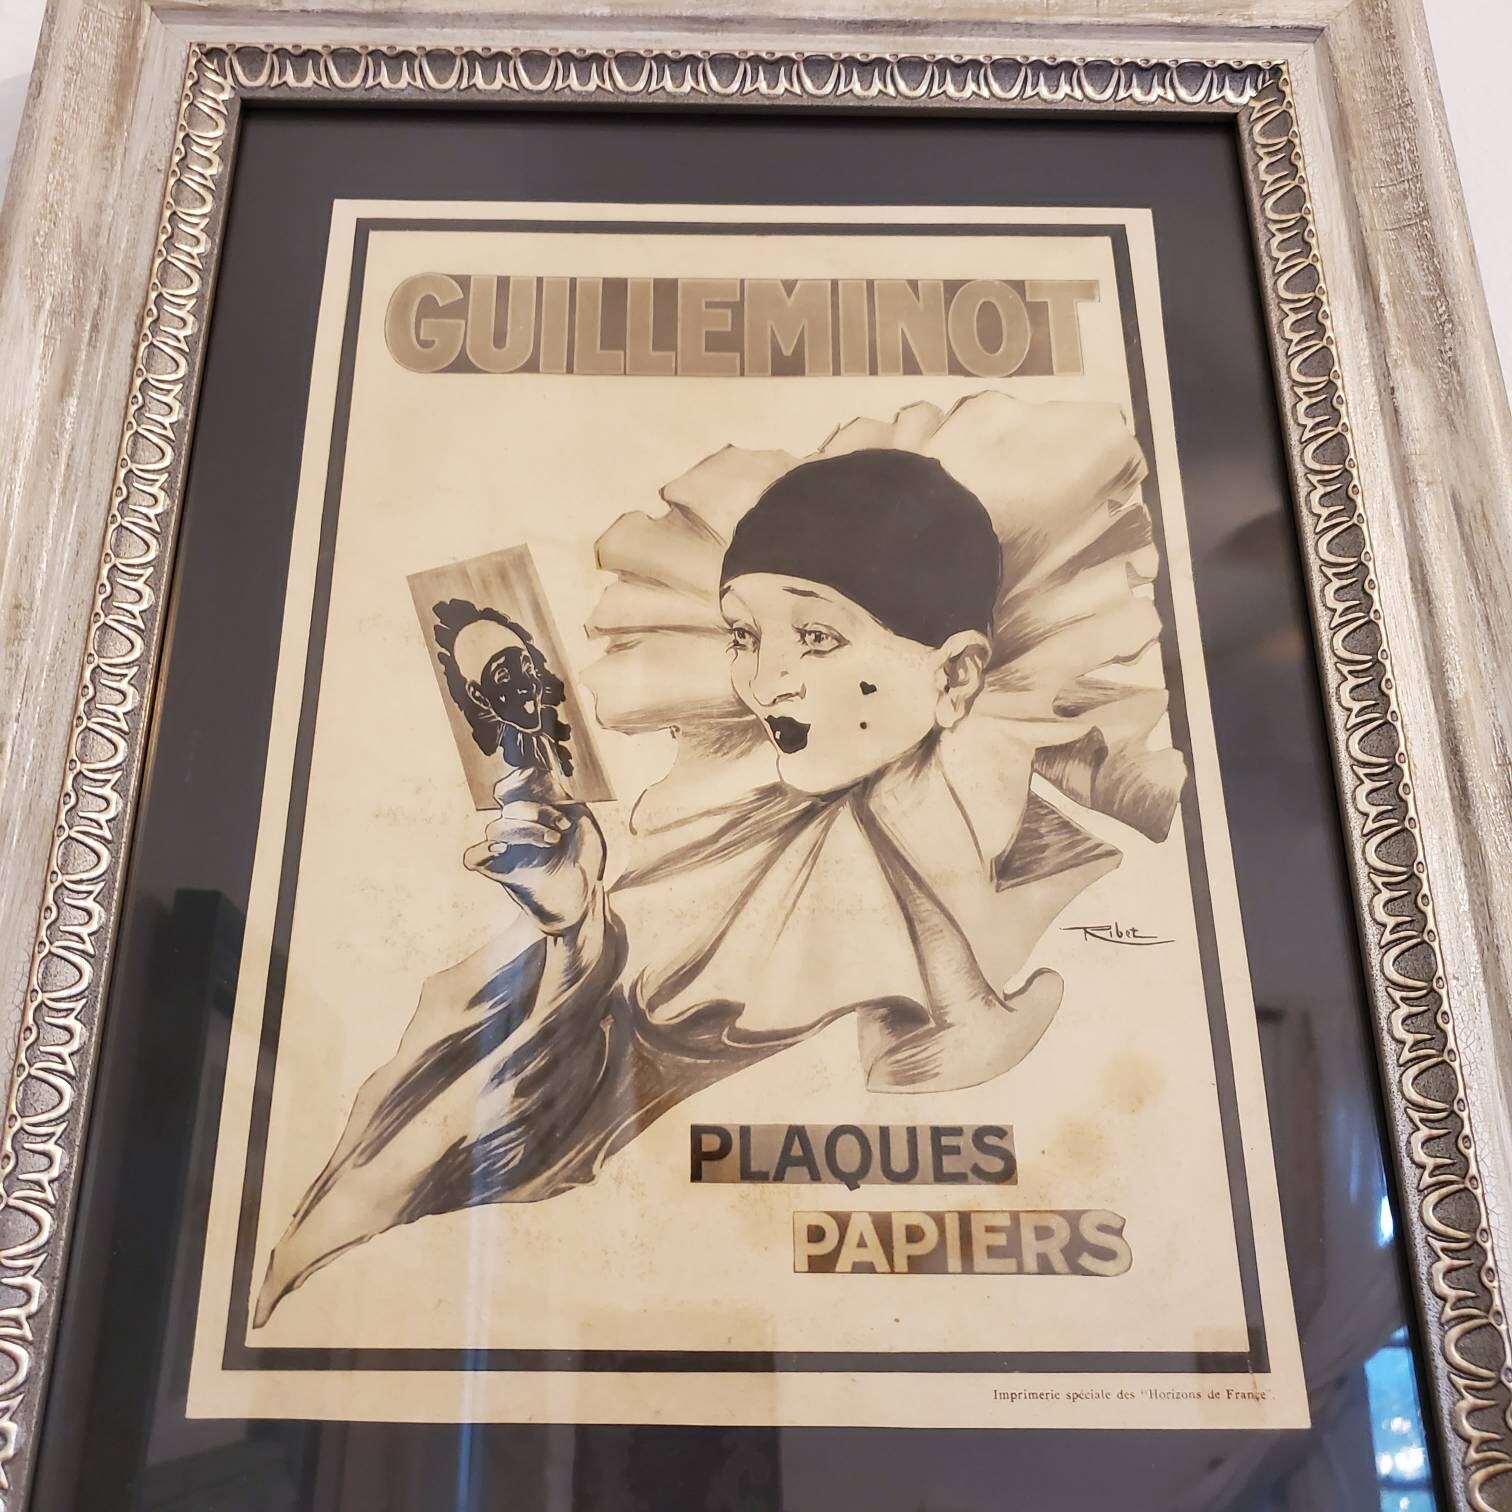 GUILLEMINOT
Ribet
PLAQUES
PAPIERS
Imprimerie spéciale des "Horizons de France".